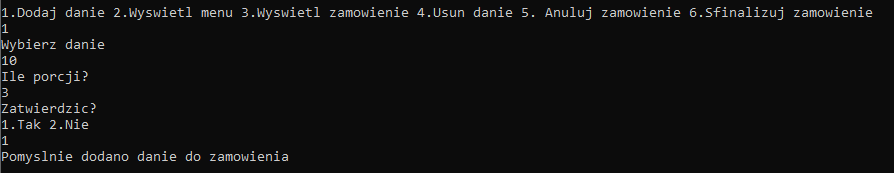 1.Dodaj danie 2.Wyswietl menu 3.Wyswietl zamowienie 4.Usun danie 5. Anuluj zamowienie 6.Sfinalizuj zamowienie
1
Wybierz danie
10
Ile porcji?
3
Zatwierdzic?
1.Tak 2.Nie
1
Pomyslnie dodano danie do zamowienia